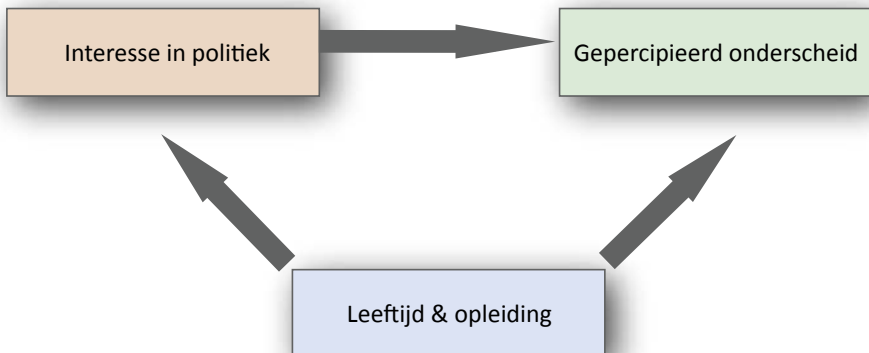 Interesse in politiek
Gepercipieerd onderscheid
Leeftijd & opleiding